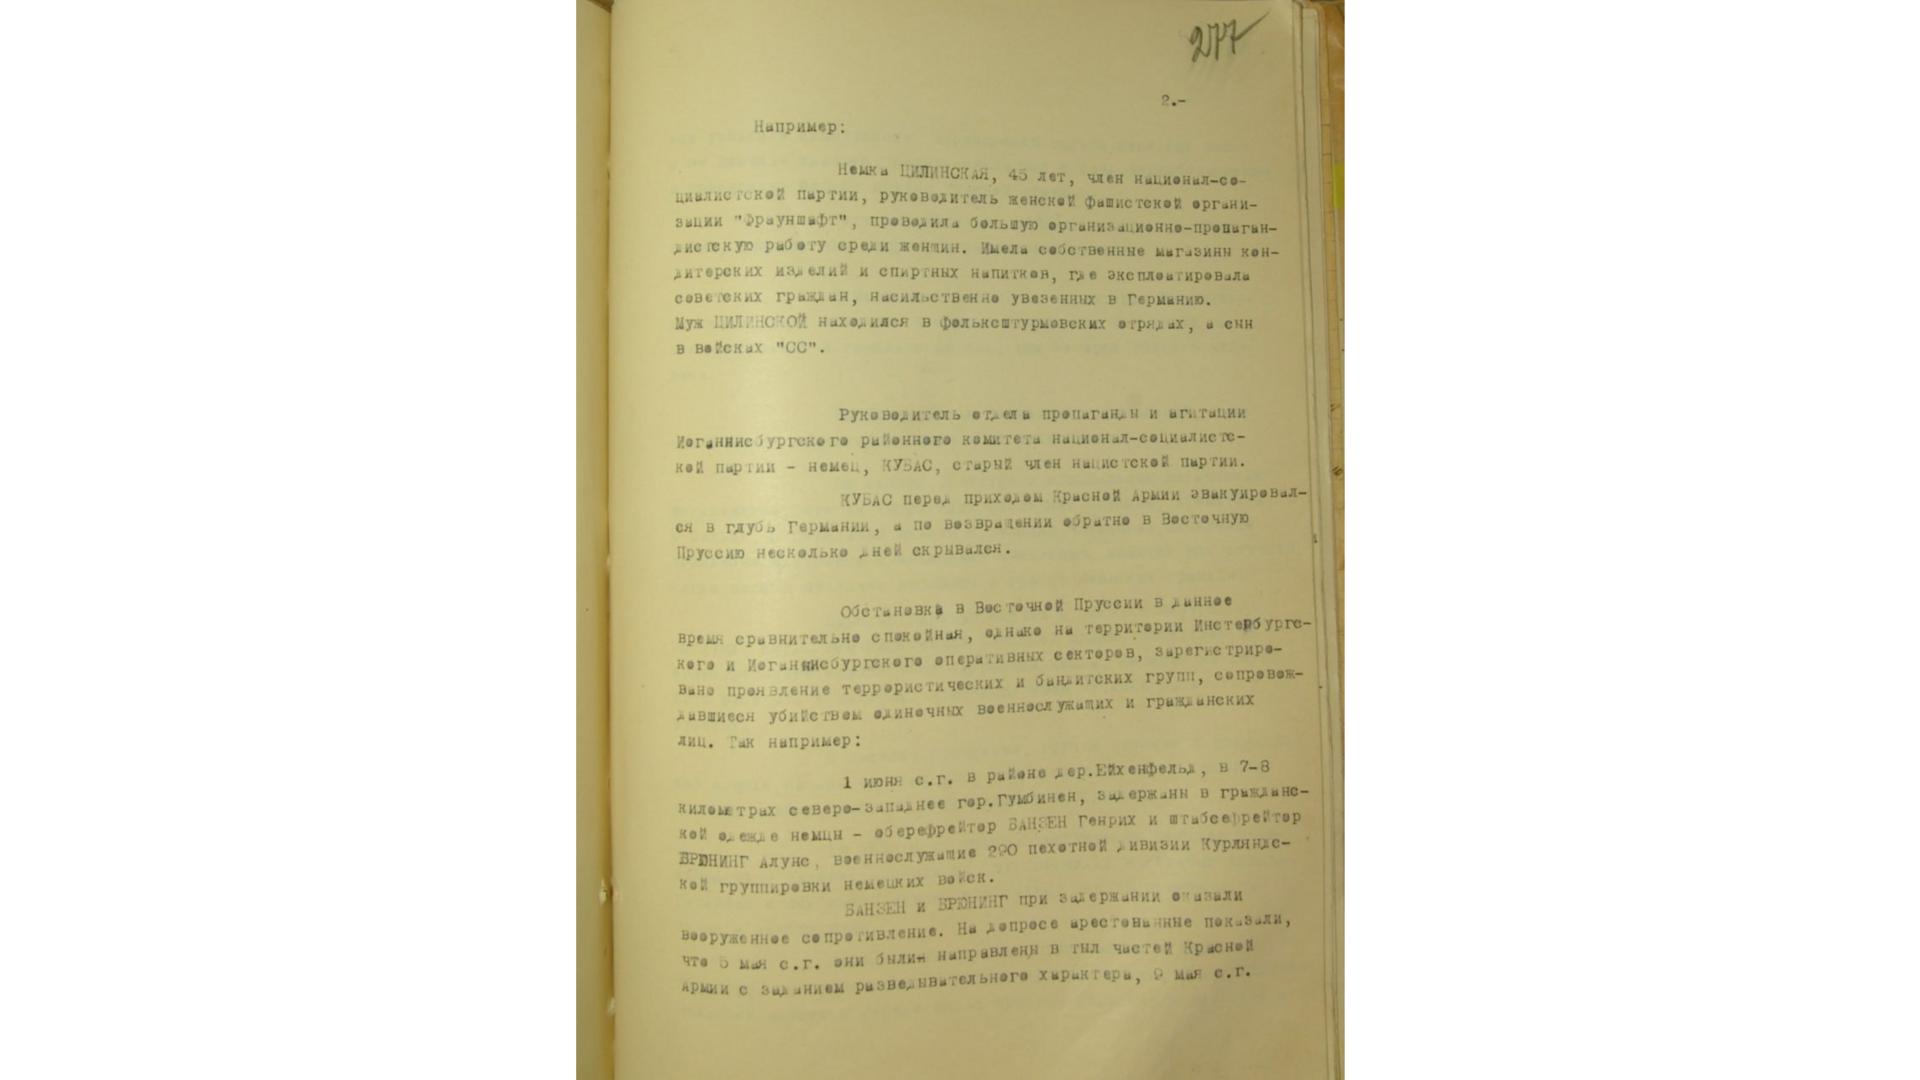 277
2.-
Например:
Немка ЦИЛИНСКАЯ, 45 лет, член национал-со-
циалистской партии, руководитель женской фашистской органи-
зации "Фрауншафт", проводила большую организационно-пропаган-
дистскую работу среди женщин. Имела собственные магазины кон-
дитерских изделий и спиртных напитков, где эксплоатировала
советских граждан, насильственно увезенных в Германию.
Муж ЦИЛИНСКОЙ находился в фольксштурмовских отрядах, а сын
в войсках "СС".
Руководитель отдела пропаганды и агитации
Иоганнисбургского районного комитета национал-социалистс-
кой партии - немец, КУБАС, старый член нацистской партии.
КУБАС перед приходом Красной Армии эвакуировал-
ся в глубь Германии, а по возвращении обратно в Восточную
Пруссию несколько дней скрывался.
Обстановка в Восточной Пруссии в данное
время сравнительно спокойная, однако на территории Инстербургс-
кого и Иоганнисбургского оперативных секторов, зарегистриро-
вано проявление террористических и бандитских групп, сопровож-
давшиеся убийством одиночных военнослужащих и гражданских
лиц. Так например:
1 июня с.г. в районе дер.Ейхенфельд, в 7-8
километрах северо-западнее гор.Гумбинен, задержаны в гражданс-
кой одежде немцы - оберефрейтор БАНЗЕН Генрих и штабсефрейтор
БРЮНИНГ Алуис, военнослужащие 290 пехотной дивизии Курляндс-
кой группировки немецких войск.
БАНЗЕН и БРЮНИНГ при задержании оказали
вооруженное сопротивление. На допросе арестованные показали,
что 5 мая с.г. они были направлены в тыл частей Красной
Армии с заданием разведывательного характера, 9 мая с.г.